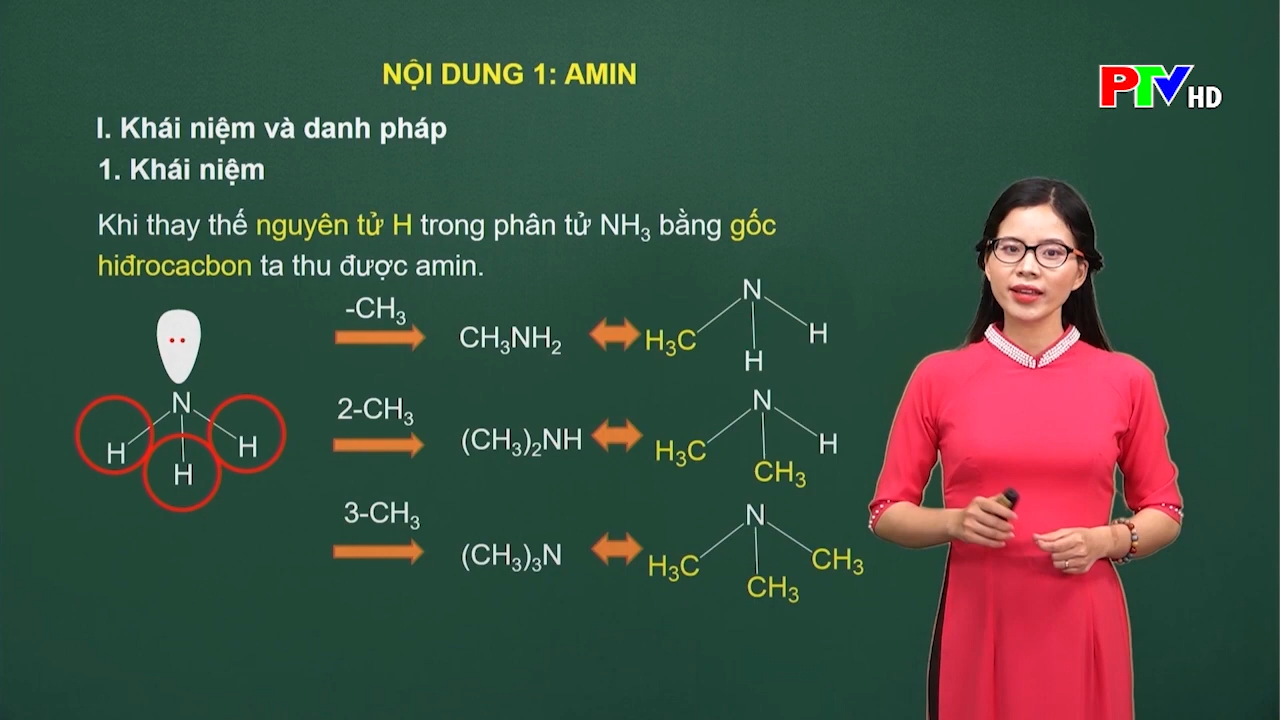 NỘI DUNG 1: AMIN
PTV HD
I. Khái niệm và danh pháp
1. Khái niệm
Khi thay thế nguyên tử H trong phân tử NH₃ bằng gốc
hiđrocacbon ta thu được amin.
N
H
H
H
-CH₃
CH₃NH₂
N
H₃C
H
H
2-CH₃
(CH₃)₂NH
N
H₃C
H
CH₃
3-CH₃
(CH₃)₃N
N
H₃C
CH₃
CH₃